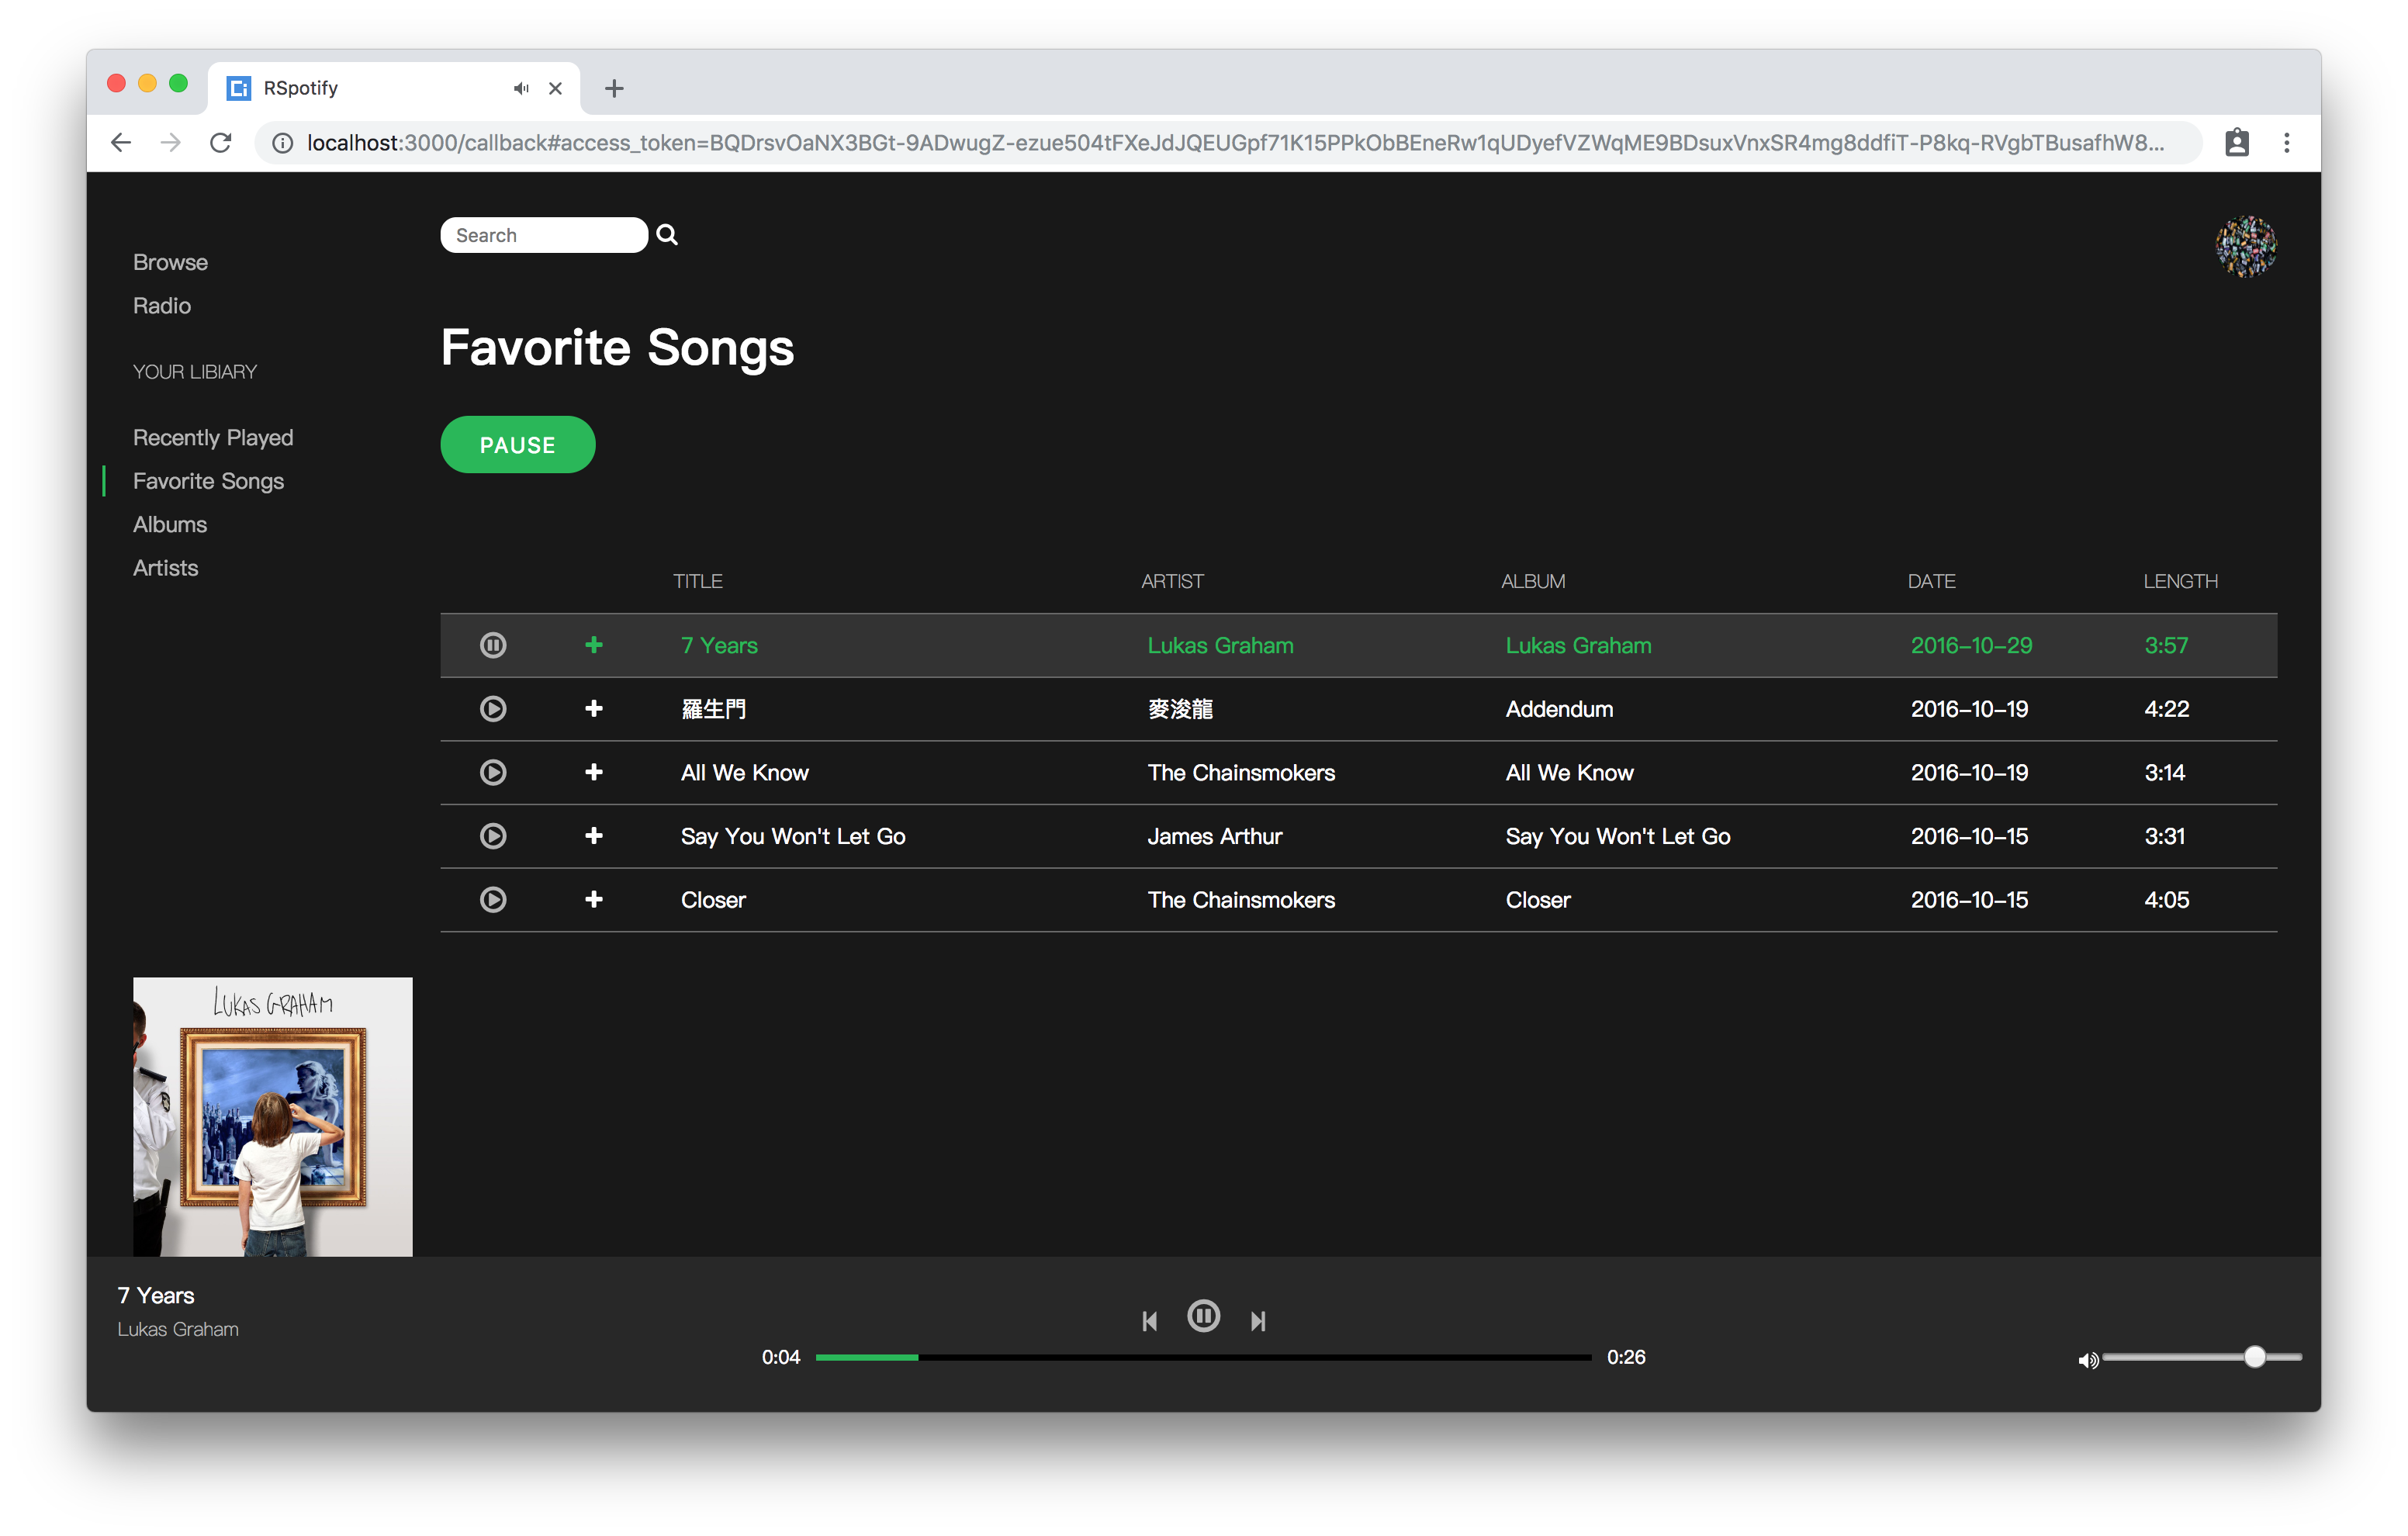 RSpotify
localhost:3000/callback#access_token=BQDrsvOaNX3BGt-9ADwugZ-ezue504tFXeJdJQEUGpf71K15PPkObBEneRw1qUDyefVZWqME9BDsuxVnxSR4mg8ddfiT-P8kq-RVgbTBusafhW8...
Search
Browse
Radio
YOUR LIBIARY
Recently Played
Favorite Songs
Albums
Artists
Favorite Songs
PAUSE
TITLE ARTIST ALBUM DATE LENGTH
7 Years Lukas Graham Lukas Graham 2016-10-29 3:57
羅生門 麥浚龍 Addendum 2016-10-19 4:22
All We Know The Chainsmokers All We Know 2016-10-19 3:14
Say You Won't Let Go James Arthur Say You Won't Let Go 2016-10-15 3:31
Closer The Chainsmokers Closer 2016-10-15 4:05
LUKAS GRAHAM
7 Years
Lukas Graham
0:04 0:26